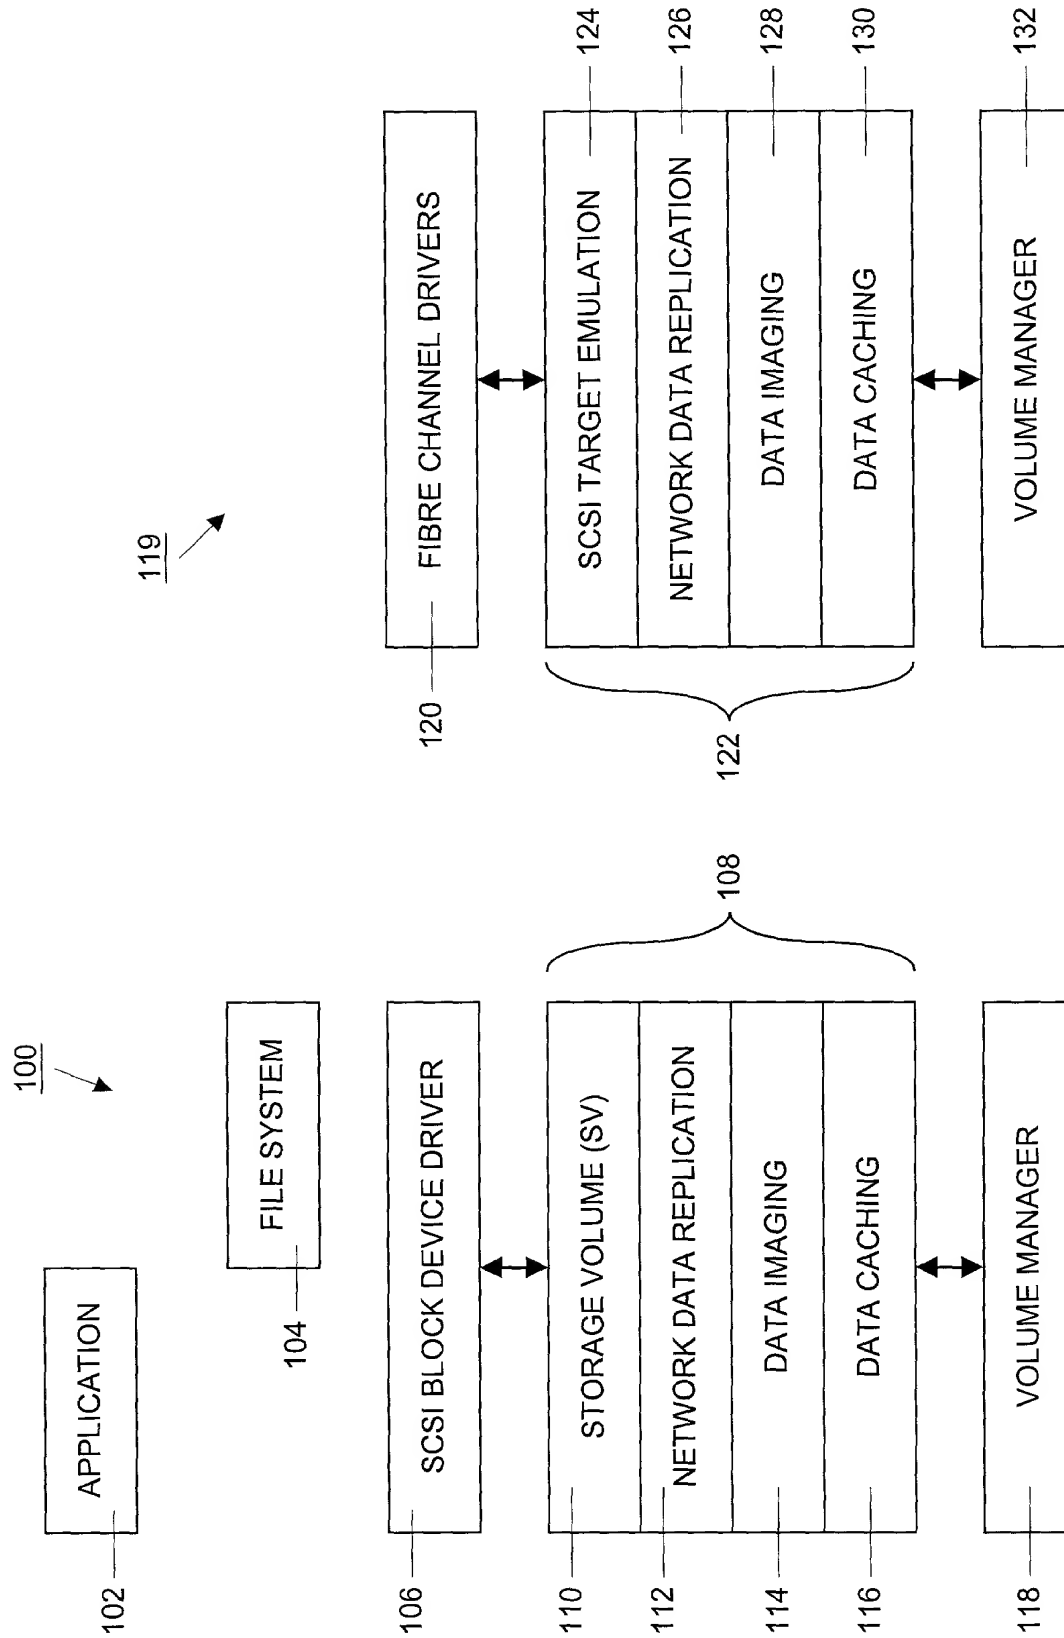 100
APPLICATION
102
FILE SYSTEM
104
SCSI BLOCK DEVICE DRIVER
106
STORAGE VOLUME (SV)
110
NETWORK DATA REPLICATION
112
DATA IMAGING
114
DATA CACHING
116
108
VOLUME MANAGER
118
119
FIBRE CHANNEL DRIVERS
120
SCSI TARGET EMULATION
124
NETWORK DATA REPLICATION
126
DATA IMAGING
128
DATA CACHING
130
122
VOLUME MANAGER
132